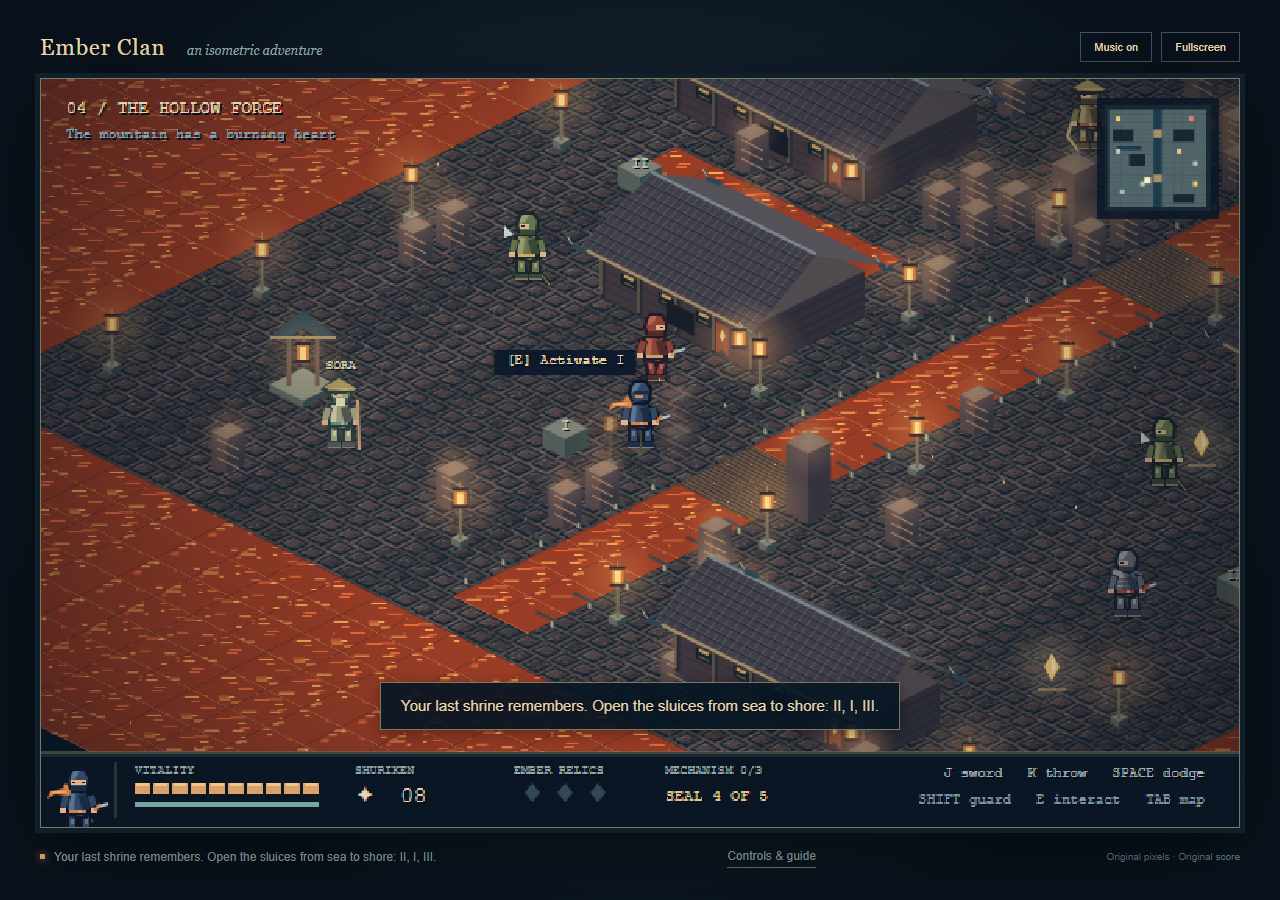 Ember Clan
an isometric adventure
Music on
Fullscreen
04 / THE HOLLOW FORGE
The mountain has a burning heart
II
SORA
[E] Activate I
I
Your last shrine remembers. Open the sluices from sea to shore: II, I, III.
VITALITY
SHURIKEN
08
EMBER RELICS
MECHANISM 0/3
SEAL 4 OF 5
J sword
K throw
SPACE dodge
SHIFT guard
E interact
TAB map
Your last shrine remembers. Open the sluices from sea to shore: II, I, III.
Controls & guide
Original pixels · Original score